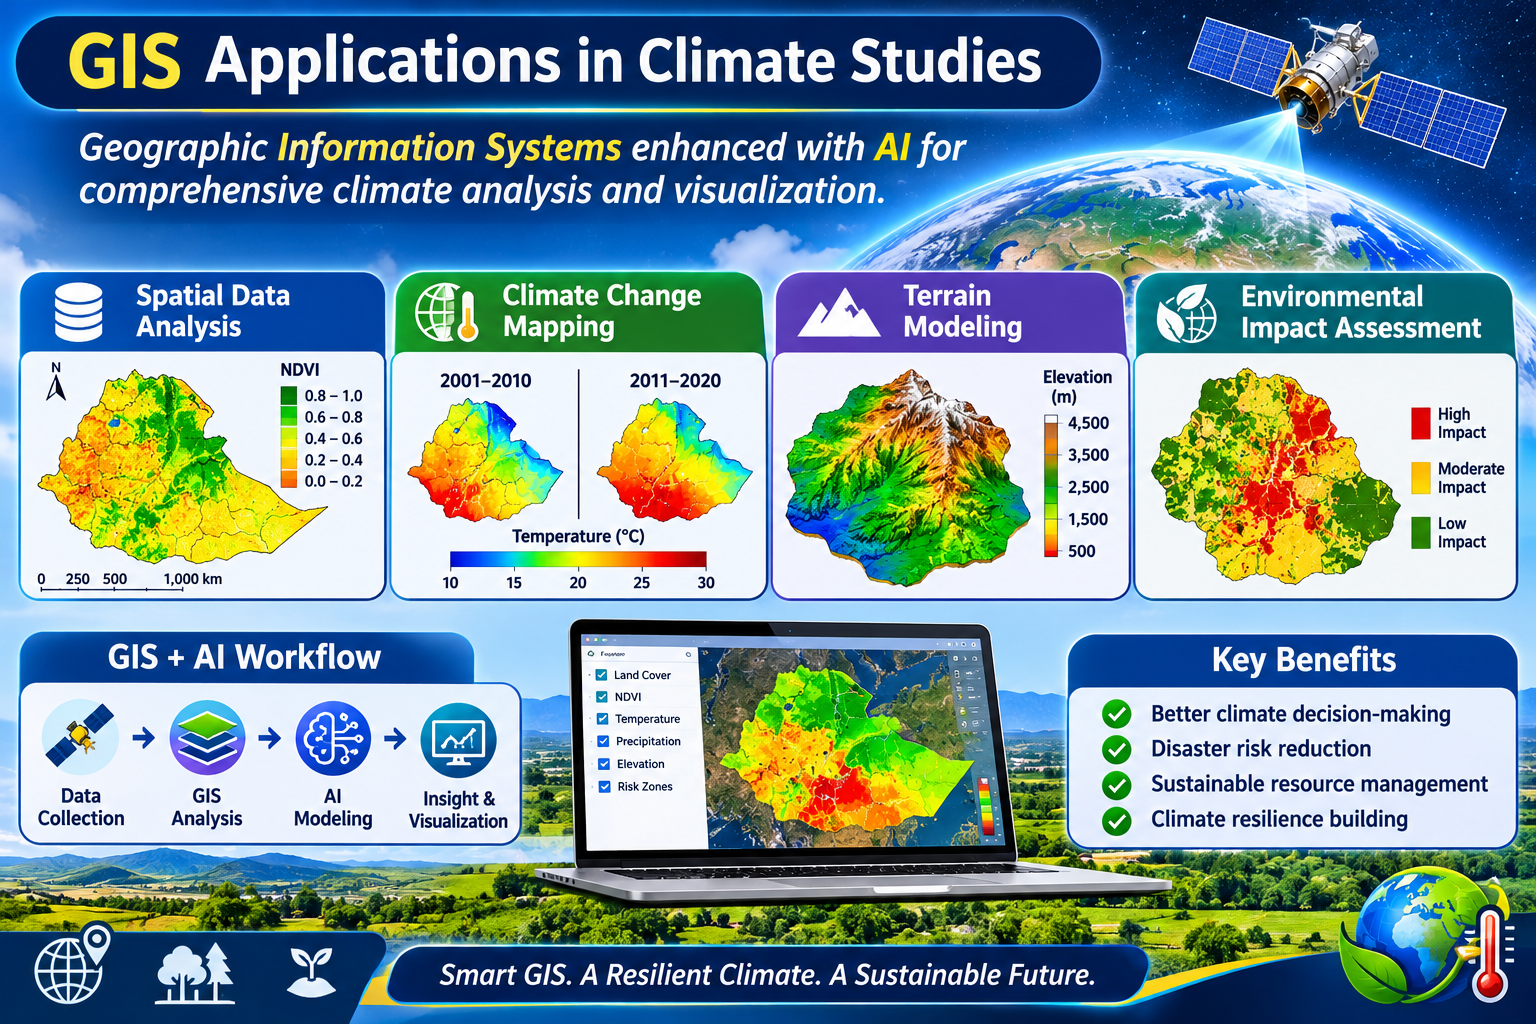 GIS Applications in Climate Studies
Geographic Information Systems enhanced with AI for
comprehensive climate analysis and visualization.
Spatial Data
Analysis
N
NDVI
0.8 – 1.0
0.6 – 0.8
0.4 – 0.6
0.2 – 0.4
0.0 – 0.2
0 250 500 1,000 km
Climate Change
Mapping
2001–2010
2011–2020
Temperature (°C)
10 15 20 25 30
Terrain
Modeling
Elevation
(m)
4,500
3,500
2,500
1,500
500
Environmental
Impact Assessment
High
Impact
Moderate
Impact
Low
Impact
GIS + AI Workflow
Data
Collection
GIS
Analysis
AI
Modeling
Insight &
Visualization
Land Cover
NDVI
Temperature
Precipitation
Elevation
Risk Zones
Key Benefits
Better climate decision-making
Disaster risk reduction
Sustainable resource management
Climate resilience building
Smart GIS. A Resilient Climate. A Sustainable Future.